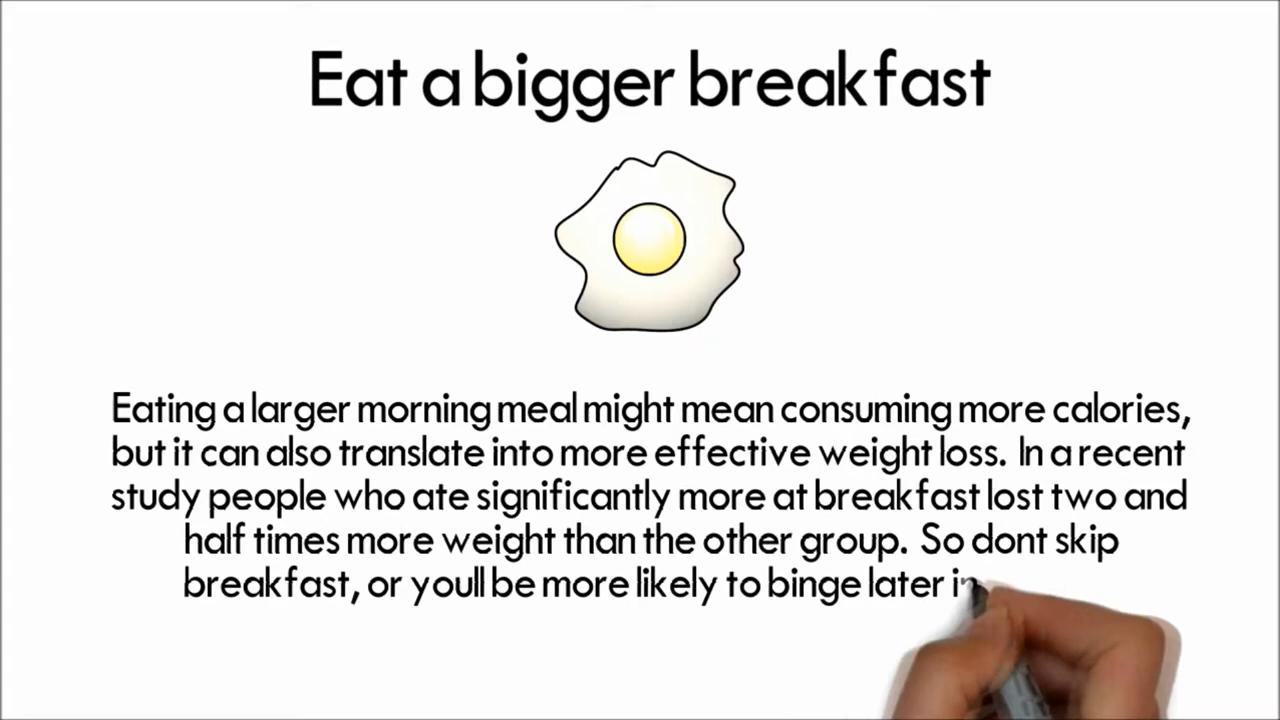 Eat a bigger breakfast
Eating a larger morning meal might mean consuming more calories,
but it can also translate into more effective weight loss. In a recent
study people who ate significantly more at breakfast lost two and
half times more weight than the other group. So dont skip
breakfast, or youll be more likely to binge later in